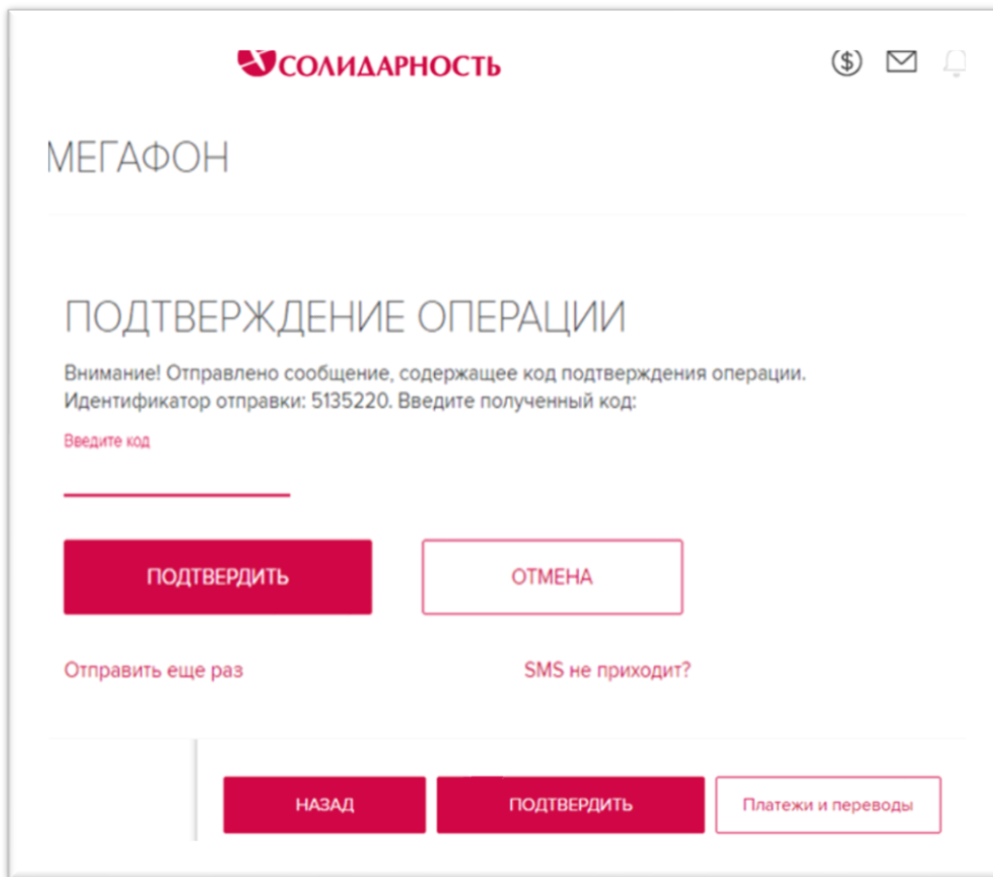 СОЛИДАРНОСТЬ
МЕГАФОН
ПОДТВЕРЖДЕНИЕ ОПЕРАЦИИ
Внимание! Отправлено сообщение, содержащее код подтверждения операции.
Идентификатор отправки: 5135220. Введите полученный код:
Введите код
ПОДТВЕРДИТЬ ОТМЕНА
Отправить еще раз SMS не приходит?
НАЗАД ПОДТВЕРДИТЬ Платежи и переводы